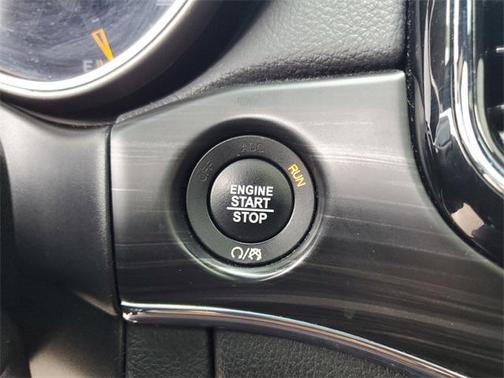 E
OFF
ACC
RUN
ENGINE
START
STOP